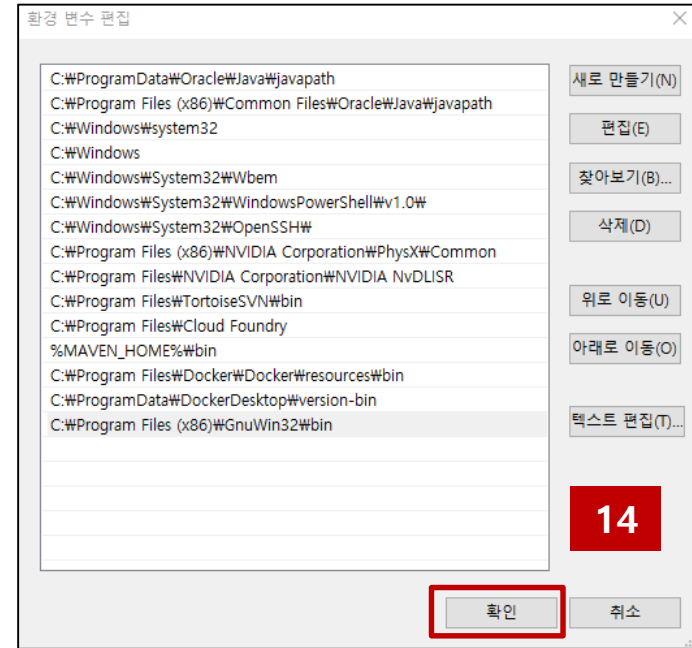 환경 변수 편집
C:₩ProgramData₩Oracle₩Java₩javapath
C:₩Program Files (x86)₩Common Files₩Oracle₩Java₩javapath
C:₩Windows₩system32
C:₩Windows
C:₩Windows₩System32₩Wbem
C:₩Windows₩System32₩WindowsPowerShell₩v1.0₩
C:₩Windows₩System32₩OpenSSH₩
C:₩Program Files (x86)₩NVIDIA Corporation₩PhysX₩Common
C:₩Program Files₩NVIDIA Corporation₩NVIDIA NvDLISR
C:₩Program Files₩TortoiseSVN₩bin
C:₩Program Files₩Cloud Foundry
%MAVEN_HOME%₩bin
C:₩Program Files₩Docker₩Docker₩resources₩bin
C:₩ProgramData₩DockerDesktop₩version-bin
C:₩Program Files (x86)₩GnuWin32₩bin
새로 만들기(N)
편집(E)
찾아보기(B)...
삭제(D)
위로 이동(U)
아래로 이동(O)
텍스트 편집(T)...
14
확인
취소